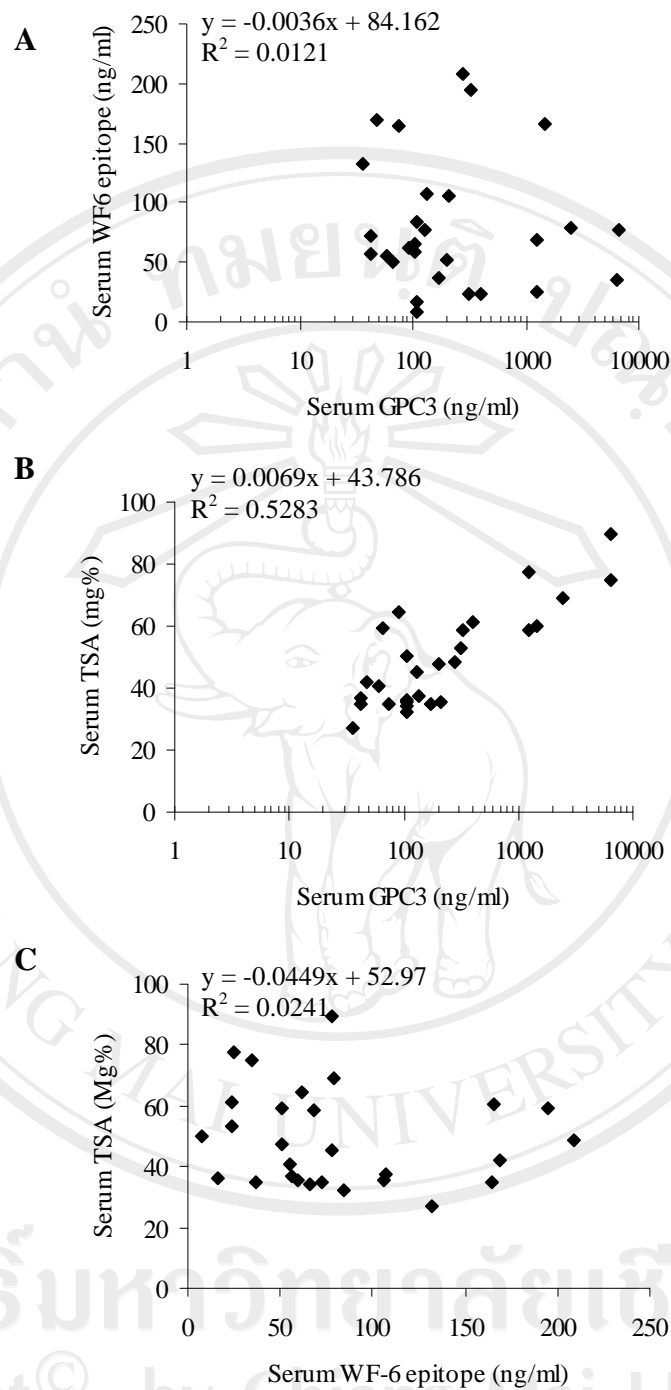 A
y = -0.0036x + 84.162
R² = 0.0121
250
200
150
100
50
0
Serum WF6 epitope (ng/ml)
1 10 100 1000 10000
Serum GPC3 (ng/ml)
B
y = 0.0069x + 43.786
R² = 0.5283
100
80
60
40
20
0
Serum TSA (mg%)
1 10 100 1000 10000
Serum GPC3 (ng/ml)
C
y = -0.0449x + 52.97
R² = 0.0241
100
80
60
40
20
0
Serum TSA (Mg%)
0 50 100 150 200 250
Serum WF-6 epitope (ng/ml)
UNIVERSITY